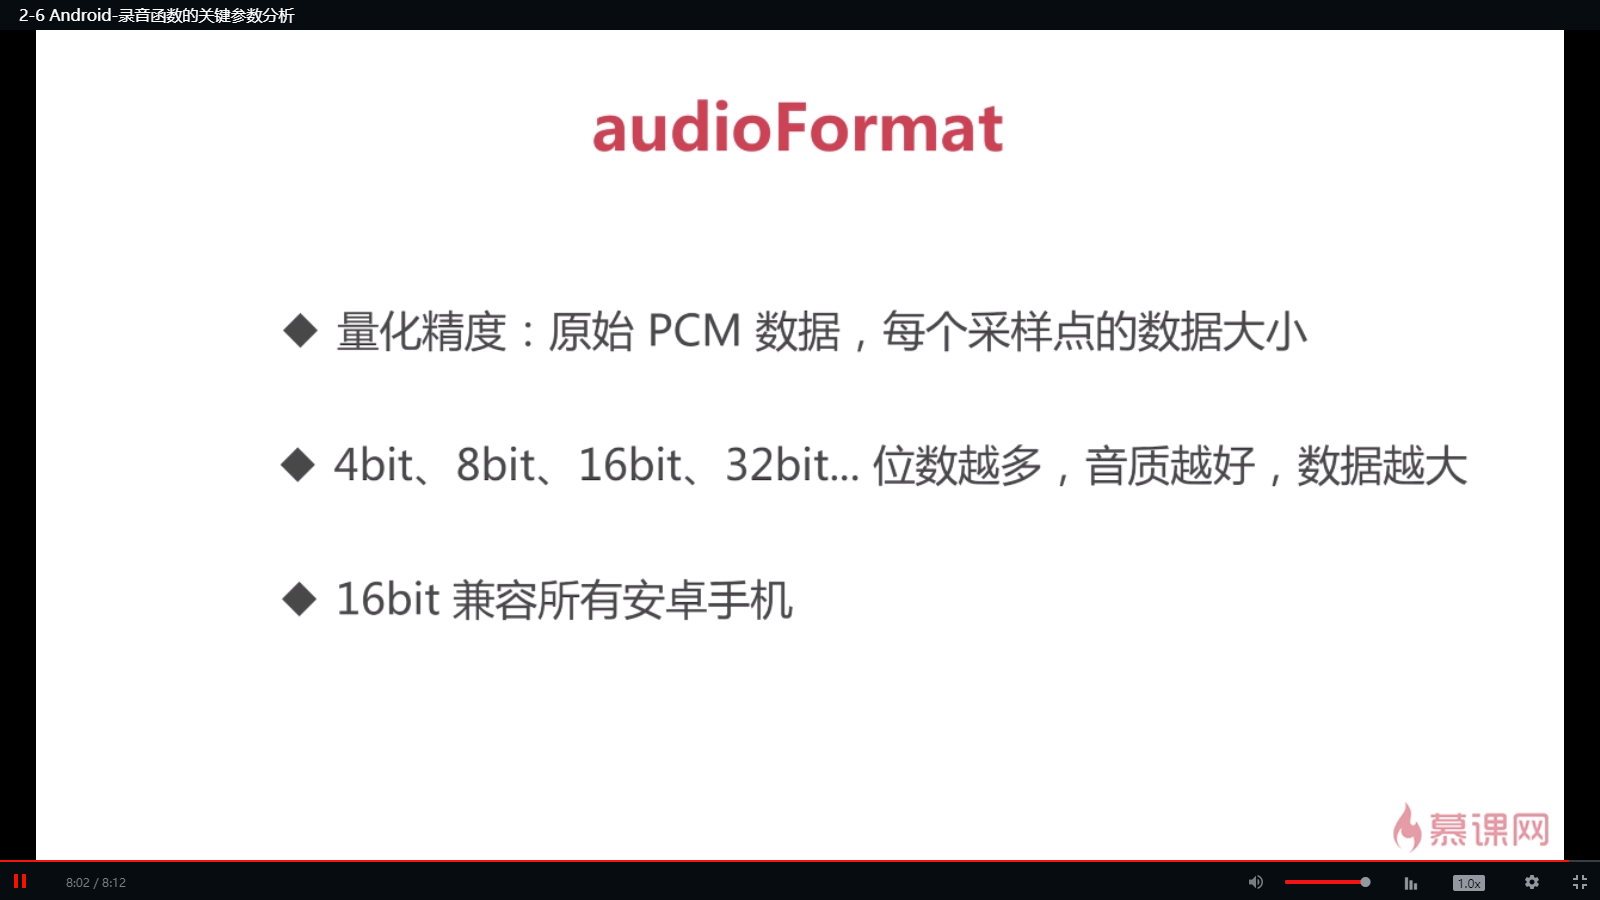 2-6 Android-录音函数的关键参数分析
audioFormat
◆ 量化精度：原始 PCM 数据，每个采样点的数据大小
◆ 4bit、8bit、16bit、32bit... 位数越多，音质越好，数据越大
◆ 16bit 兼容所有安卓手机
慕课网
8:02 / 8:12
1.0x